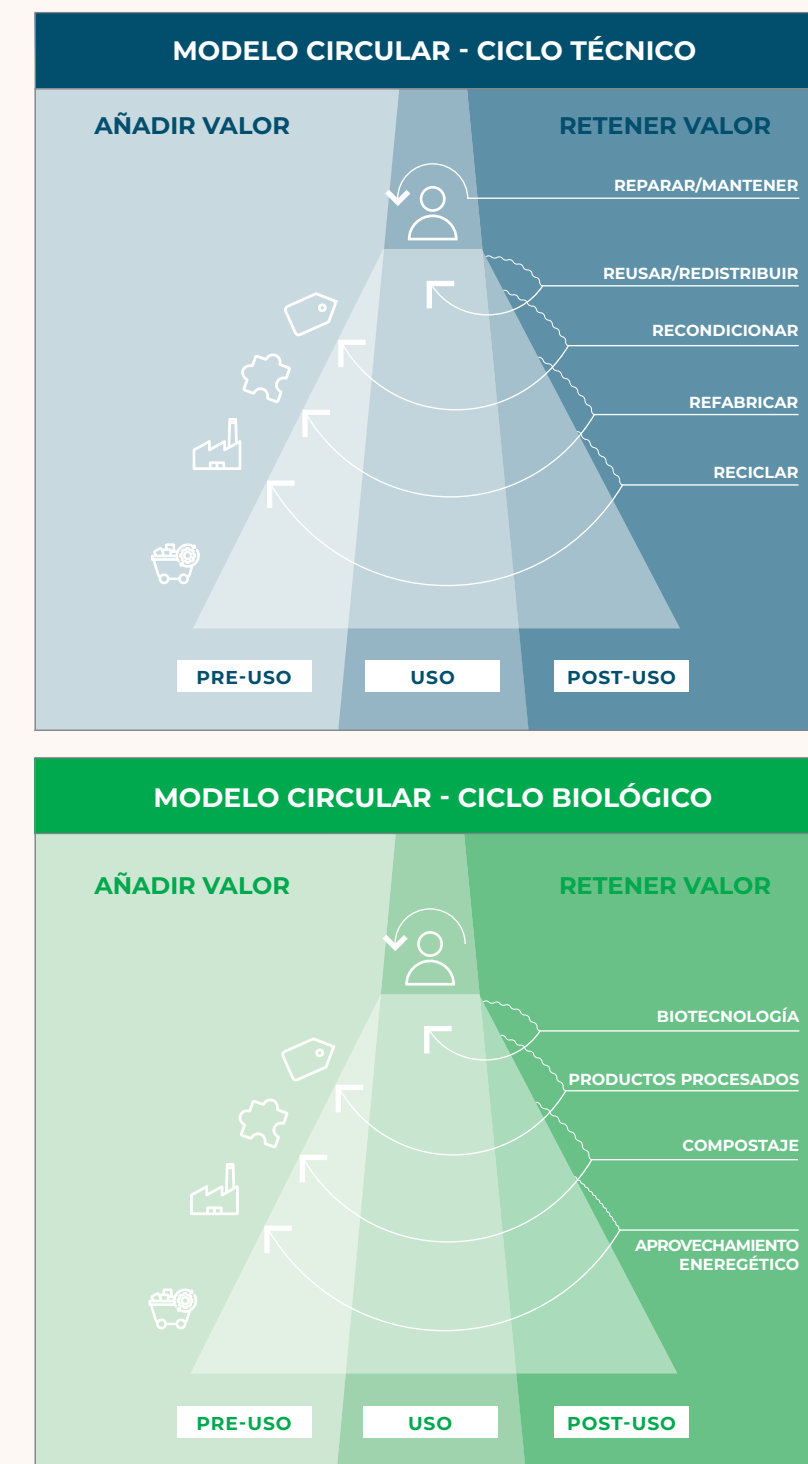 MODELO CIRCULAR - CICLO TÉCNICO
AÑADIR VALOR
RETENER VALOR
REPARAR/MANTENER
REUSAR/REDISTRIBUIR
RECONDICIONAR
REFABRICAR
RECICLAR
PRE-USO
USO
POST-USO
MODELO CIRCULAR - CICLO BIOLÓGICO
AÑADIR VALOR
RETENER VALOR
BIOTECNOLOGÍA
PRODUCTOS PROCESADOS
COMPOSTAJE
APROVECHAMIENTO
ENEREGÉTICO
PRE-USO
USO
POST-USO